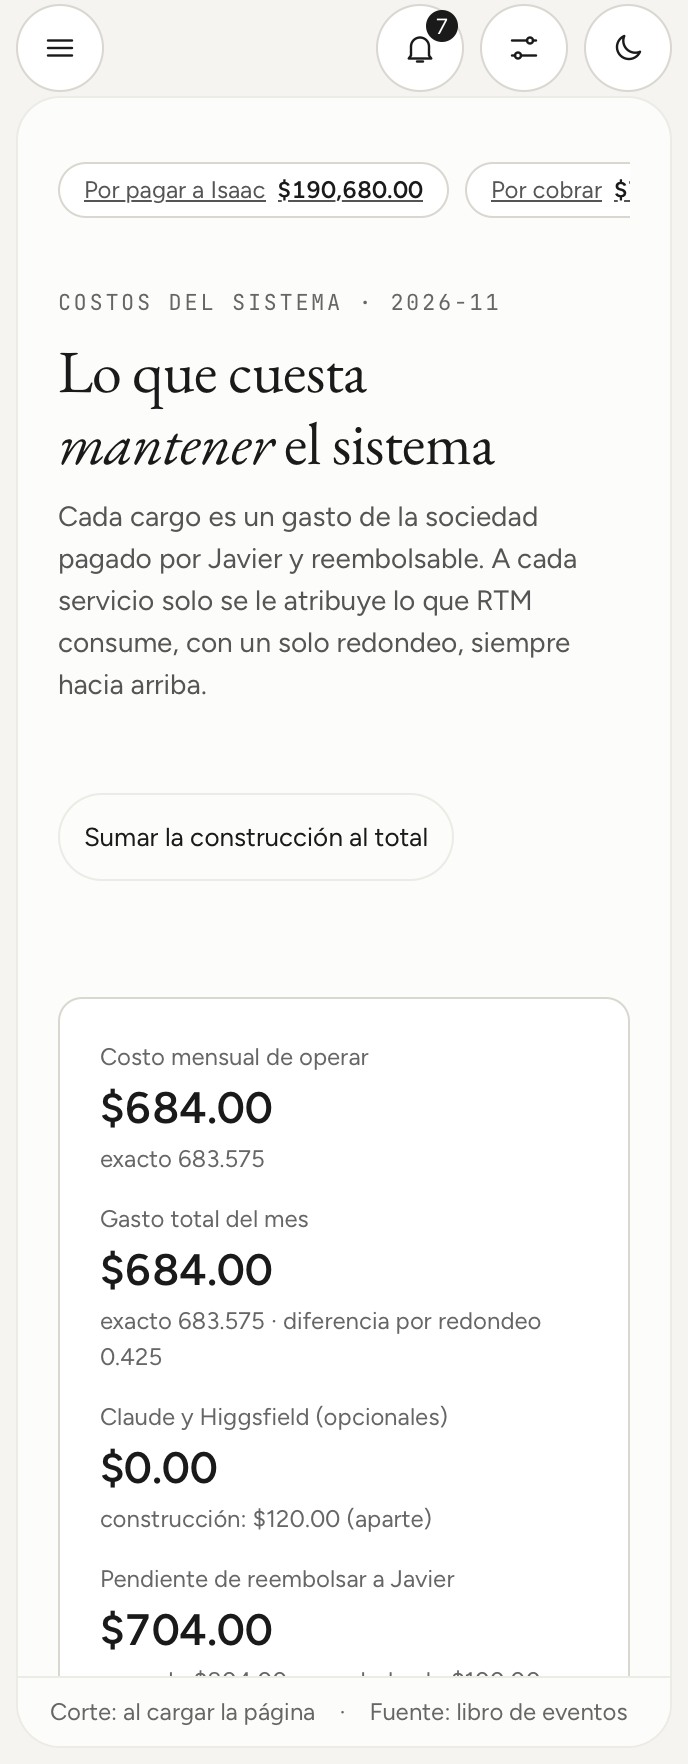 7
Por pagar a Isaac $190,680.00
Por cobrar
COSTOS DEL SISTEMA · 2026-11
Lo que cuesta
mantener el sistema
Cada cargo es un gasto de la sociedad
pagado por Javier y reembolsable. A cada
servicio solo se le atribuye lo que RTM
consume, con un solo redondeo, siempre
hacia arriba.
Sumar la construcción al total
Costo mensual de operar
$684.00
exacto 683.575
Gasto total del mes
$684.00
exacto 683.575 · diferencia por redondeo
0.425
Claude y Higgsfield (opcionales)
$0.00
construcción: $120.00 (aparte)
Pendiente de reembolsar a Javier
$704.00
Corte: al cargar la página · Fuente: libro de eventos